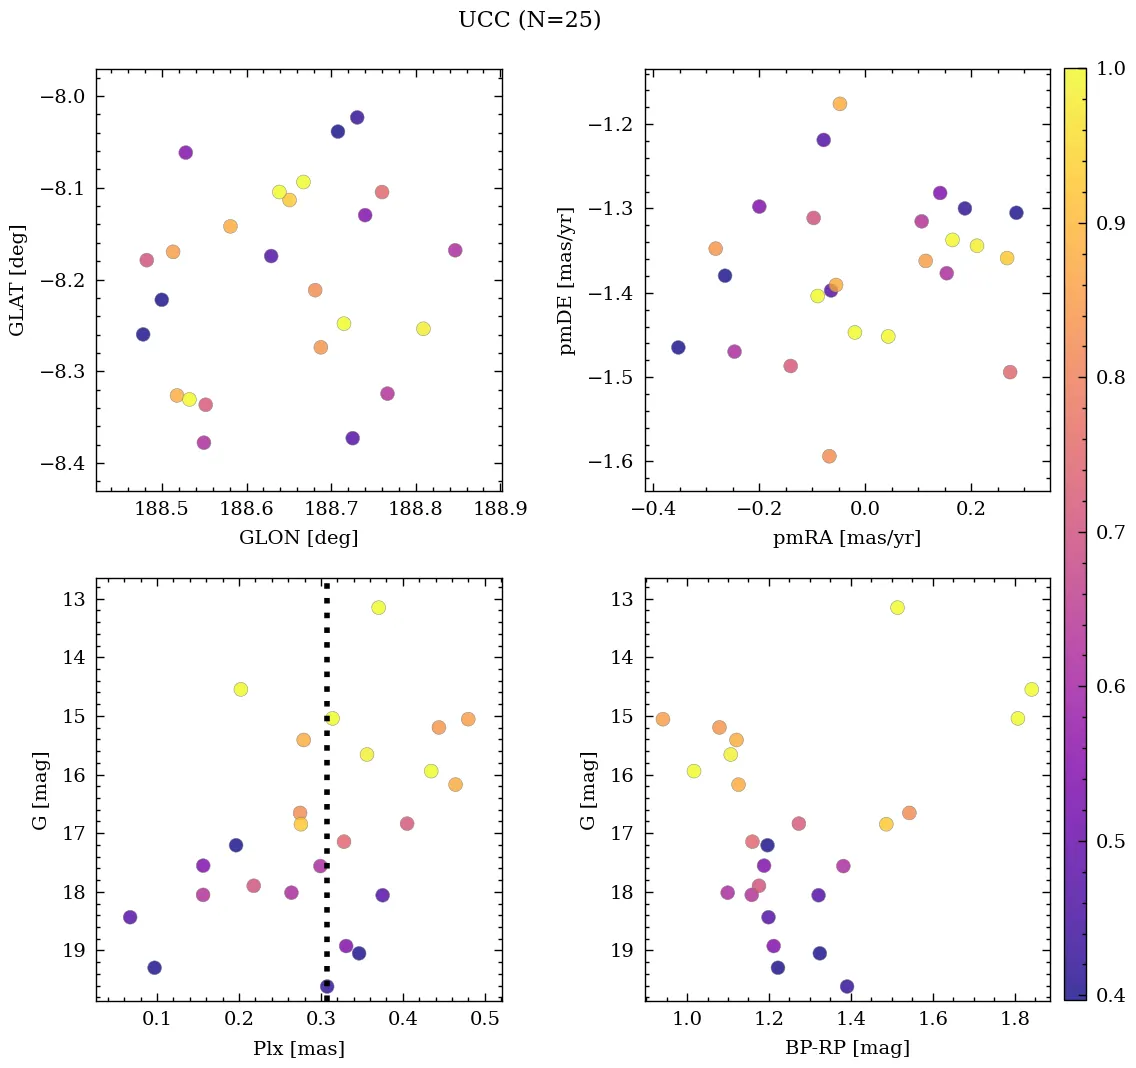 UCC (N=25)
−8.0
−8.1
−8.2
−8.3
−8.4
GLAT [deg]
188.5 188.6 188.7 188.8 188.9
GLON [deg]
−1.2
−1.3
−1.4
−1.5
−1.6
pmDE [mas/yr]
−0.4 −0.2 0.0 0.2
pmRA [mas/yr]
13
14
15
16
17
18
19
G [mag]
0.1 0.2 0.3 0.4 0.5
Plx [mas]
13
14
15
16
17
18
19
G [mag]
1.0 1.2 1.4 1.6 1.8
BP-RP [mag]
1.0
0.9
0.8
0.7
0.6
0.5
0.4